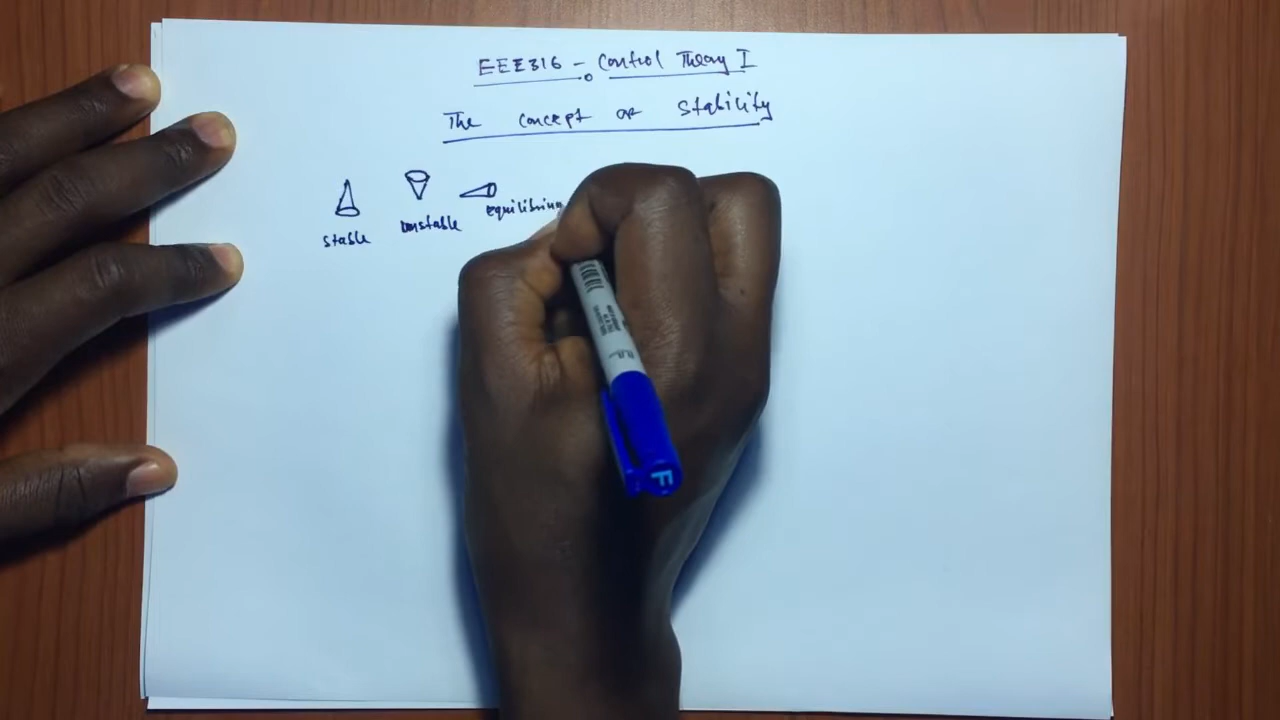 EEE316 - Control Theory I
The concept of Stability
stable unstable equilibrium
F